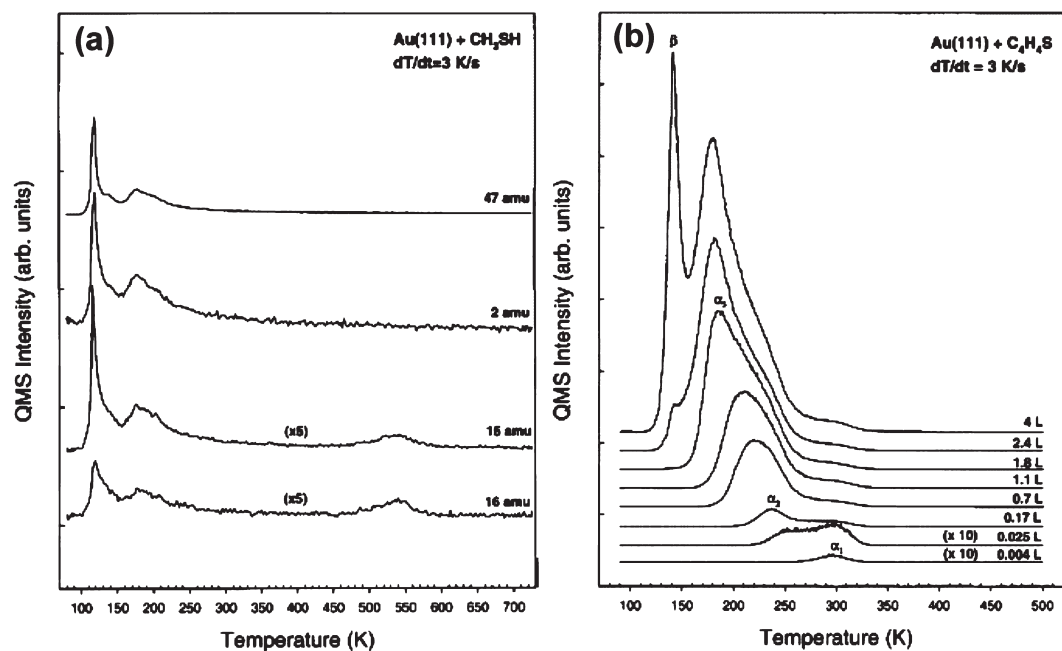 (a)
Au(111) + CH3SH
dT/dt=3 K/s
47 amu
2 amu
(x5)
15 amu
(x5)
16 amu
QMS Intensity (arb. units)
100 150 200 250 300 350 400 450 500 550 600 650 700
Temperature (K)
(b)
β
Au(111) + C4H4S
dT/dt = 3 K/s
α3
4 L
2.4 L
1.8 L
1.1 L
0.7 L
α2
0.17 L
(x 10) 0.025 L
α1
(x 10) 0.004 L
QMS Intensity (arb. units)
100 150 200 250 300 350 400 450 500
Temperature (K)